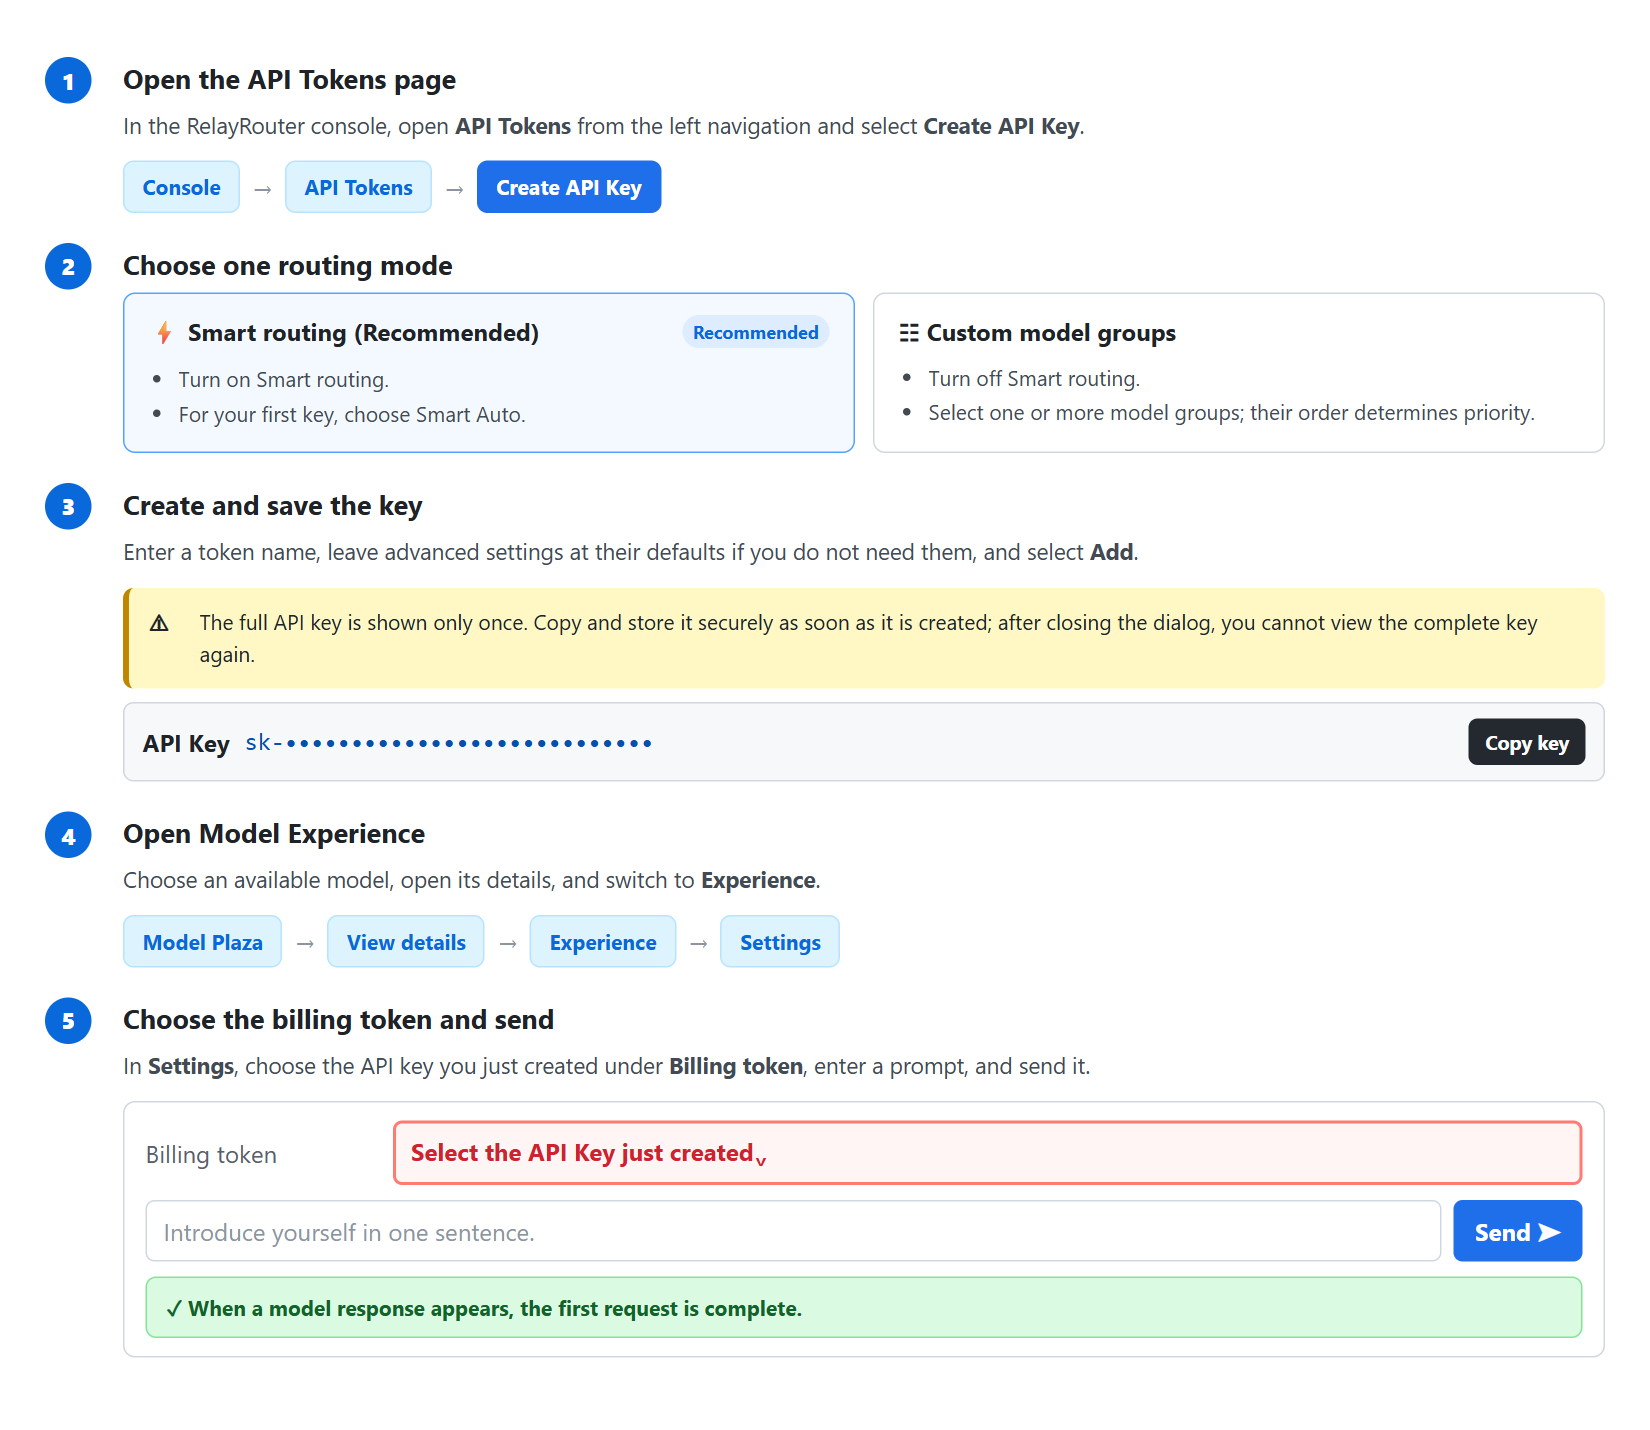 1
Open the API Tokens page
In the RelayRouter console, open API Tokens from the left navigation and select Create API Key.
Console → API Tokens → Create API Key
2
Choose one routing mode
Smart routing (Recommended)
Recommended
• Turn on Smart routing.
• For your first key, choose Smart Auto.
Custom model groups
• Turn off Smart routing.
• Select one or more model groups; their order determines priority.
3
Create and save the key
Enter a token name, leave advanced settings at their defaults if you do not need them, and select Add.
⚠ The full API key is shown only once. Copy and store it securely as soon as it is created; after closing the dialog, you cannot view the complete key
again.
API Key sk-••••••••••••••••••••••••••••
Copy key
4
Open Model Experience
Choose an available model, open its details, and switch to Experience.
Model Plaza → View details → Experience → Settings
5
Choose the billing token and send
In Settings, choose the API key you just created under Billing token, enter a prompt, and send it.
Billing token
Select the API Key just created
Introduce yourself in one sentence.
Send ➤
✓ When a model response appears, the first request is complete.